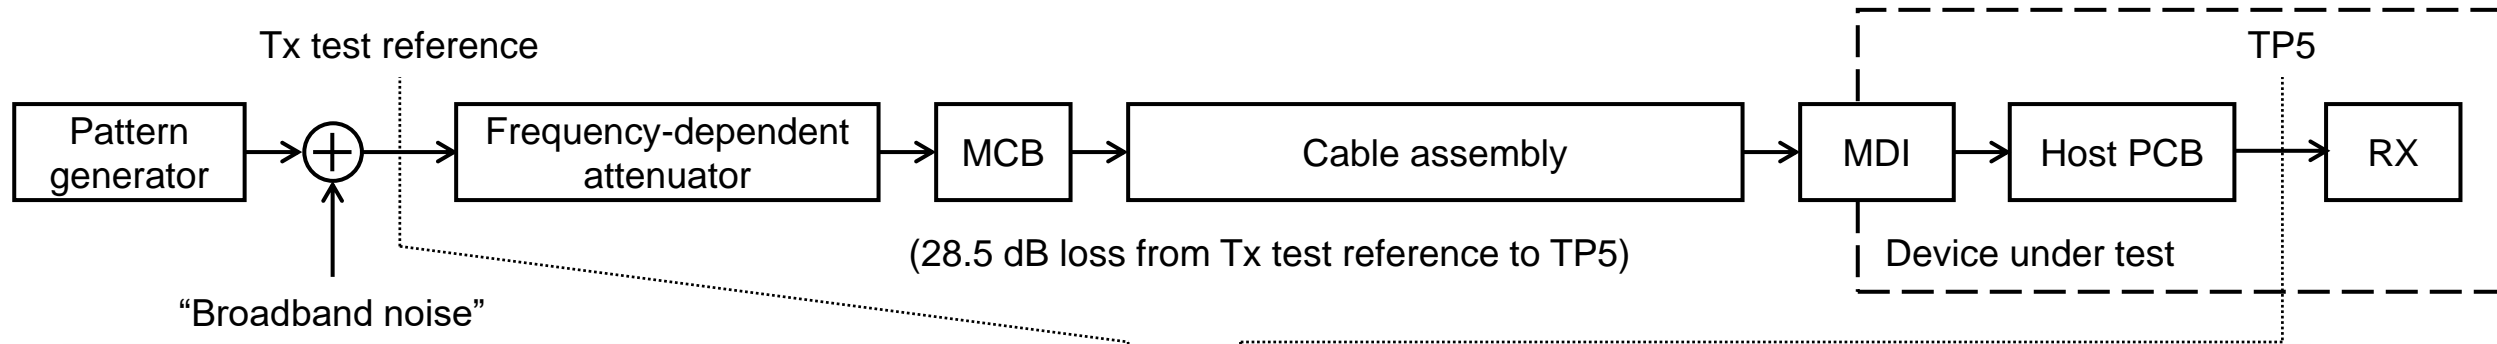 Tx test reference
TP5
Pattern
generator
Frequency-dependent
attenuator
MCB
Cable assembly
MDI
Host PCB
RX
(28.5 dB loss from Tx test reference to TP5)
Device under test
“Broadband noise”